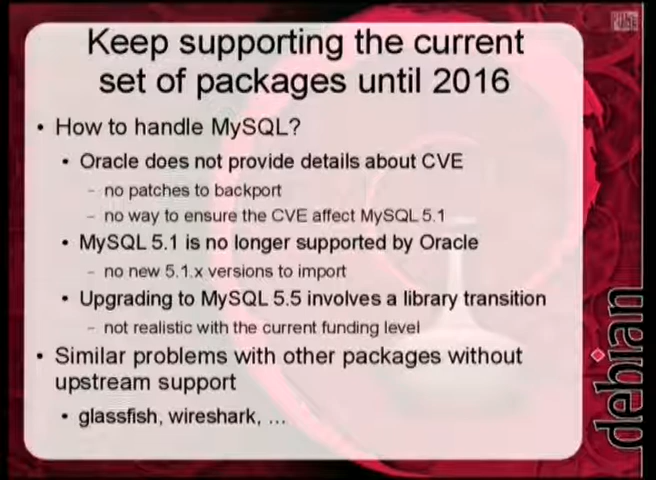 Keep supporting the current
set of packages until 2016
• How to handle MySQL?
• Oracle does not provide details about CVE
– no patches to backport
– no way to ensure the CVE affect MySQL 5.1
• MySQL 5.1 is no longer supported by Oracle
– no new 5.1.x versions to import
• Upgrading to MySQL 5.5 involves a library transition
– not realistic with the current funding level
• Similar problems with other packages without
upstream support
• glassfish, wireshark, ...
debian